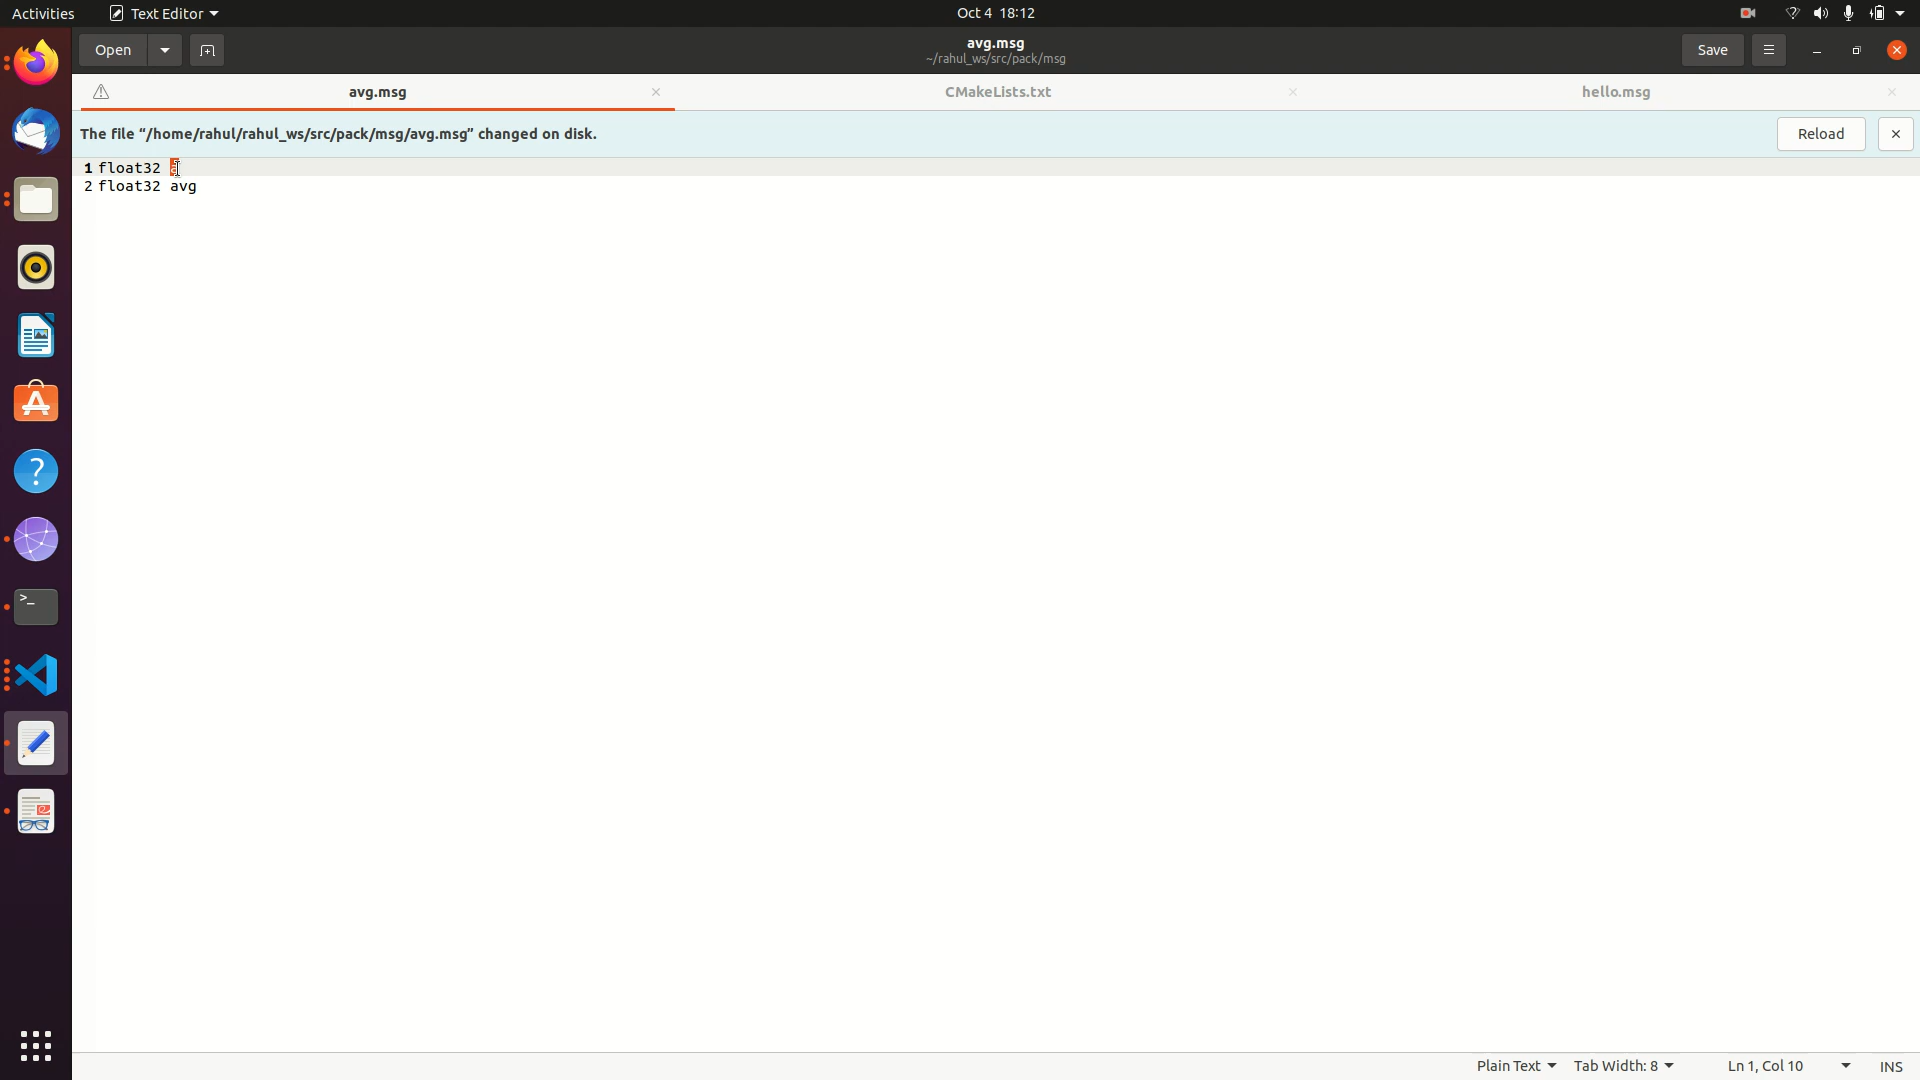 Activities Text Editor Oct 4 18:12
Open avg.msg Save
~/rahul_ws/src/pack/msg
avg.msg CMakeLists.txt hello.msg
The file “/home/rahul/rahul_ws/src/pack/msg/avg.msg” changed on disk. Reload
1 float32
2 float32 avg
Plain Text Tab Width: 8 Ln 1, Col 10 INS